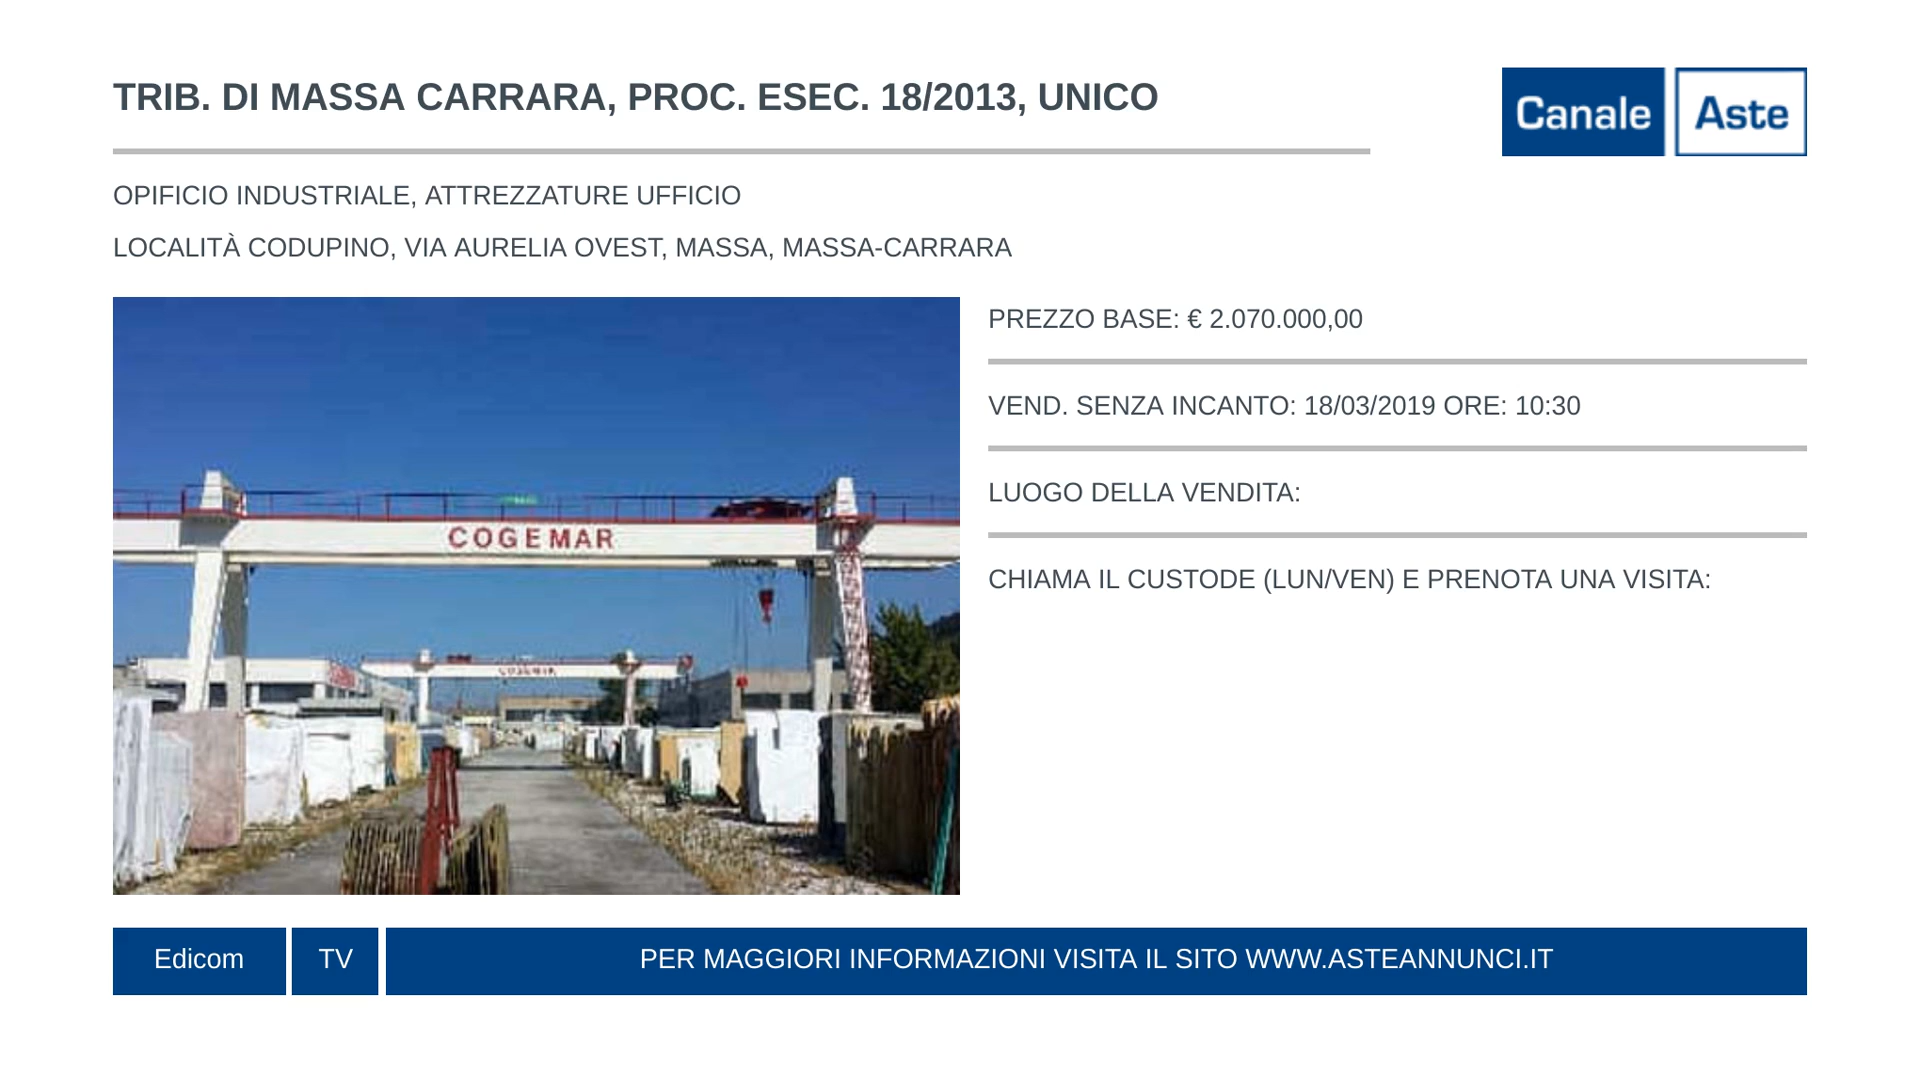 TRIB. DI MASSA CARRARA, PROC. ESEC. 18/2013, UNICO
Canale Aste
OPIFICIO INDUSTRIALE, ATTREZZATURE UFFICIO
LOCALITÀ CODUPINO, VIA AURELIA OVEST, MASSA, MASSA-CARRARA
PREZZO BASE: € 2.070.000,00
VEND. SENZA INCANTO: 18/03/2019 ORE: 10:30
LUOGO DELLA VENDITA:
CHIAMA IL CUSTODE (LUN/VEN) E PRENOTA UNA VISITA:
COGEMAR
Edicom TV PER MAGGIORI INFORMAZIONI VISITA IL SITO WWW.ASTEANNUNCI.IT